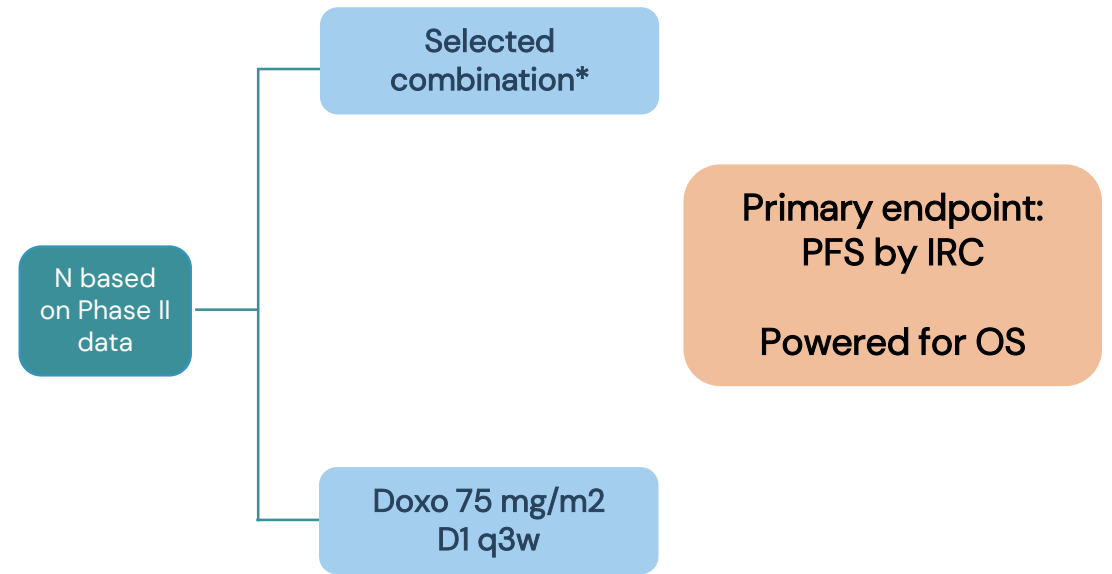 Selected
combination*
Primary endpoint:
PFS by IRC
Powered for OS
N based
on Phase II
data
Doxo 75 mg/m2
D1 q3w